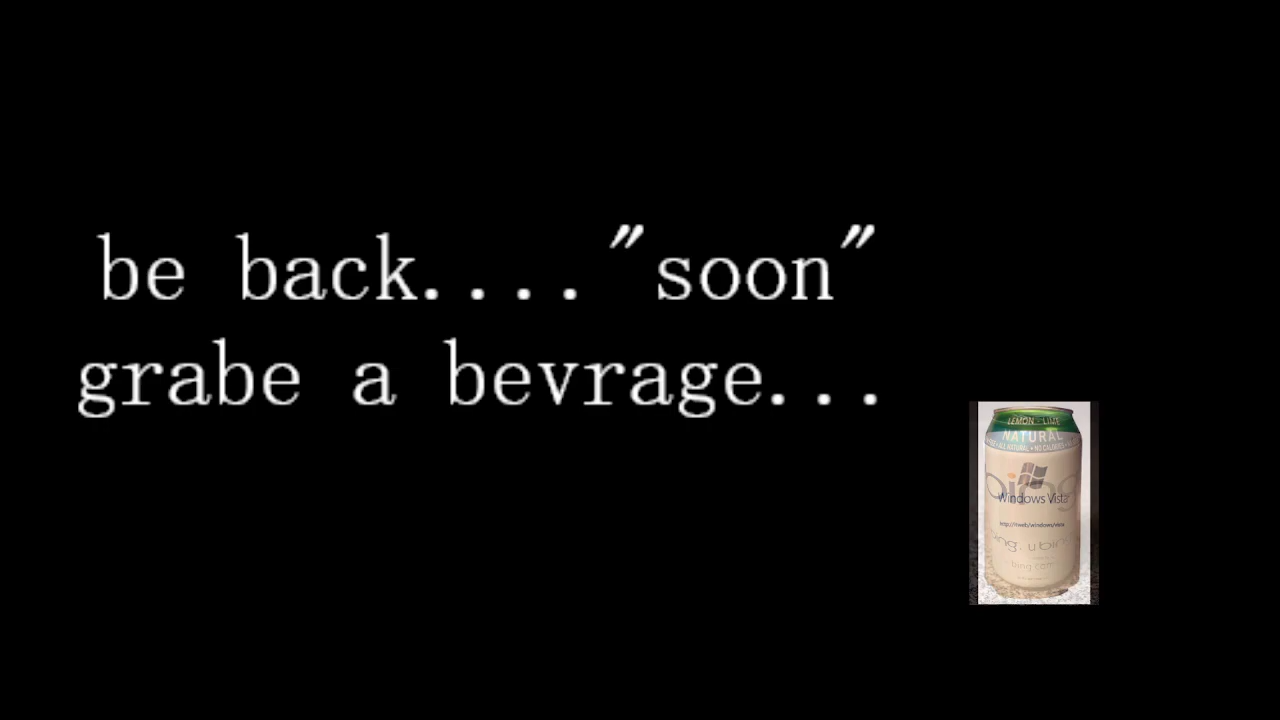 be back...."soon"
grabe a bevrage...
LEMON - LIME
NATURAL
Windows Vista